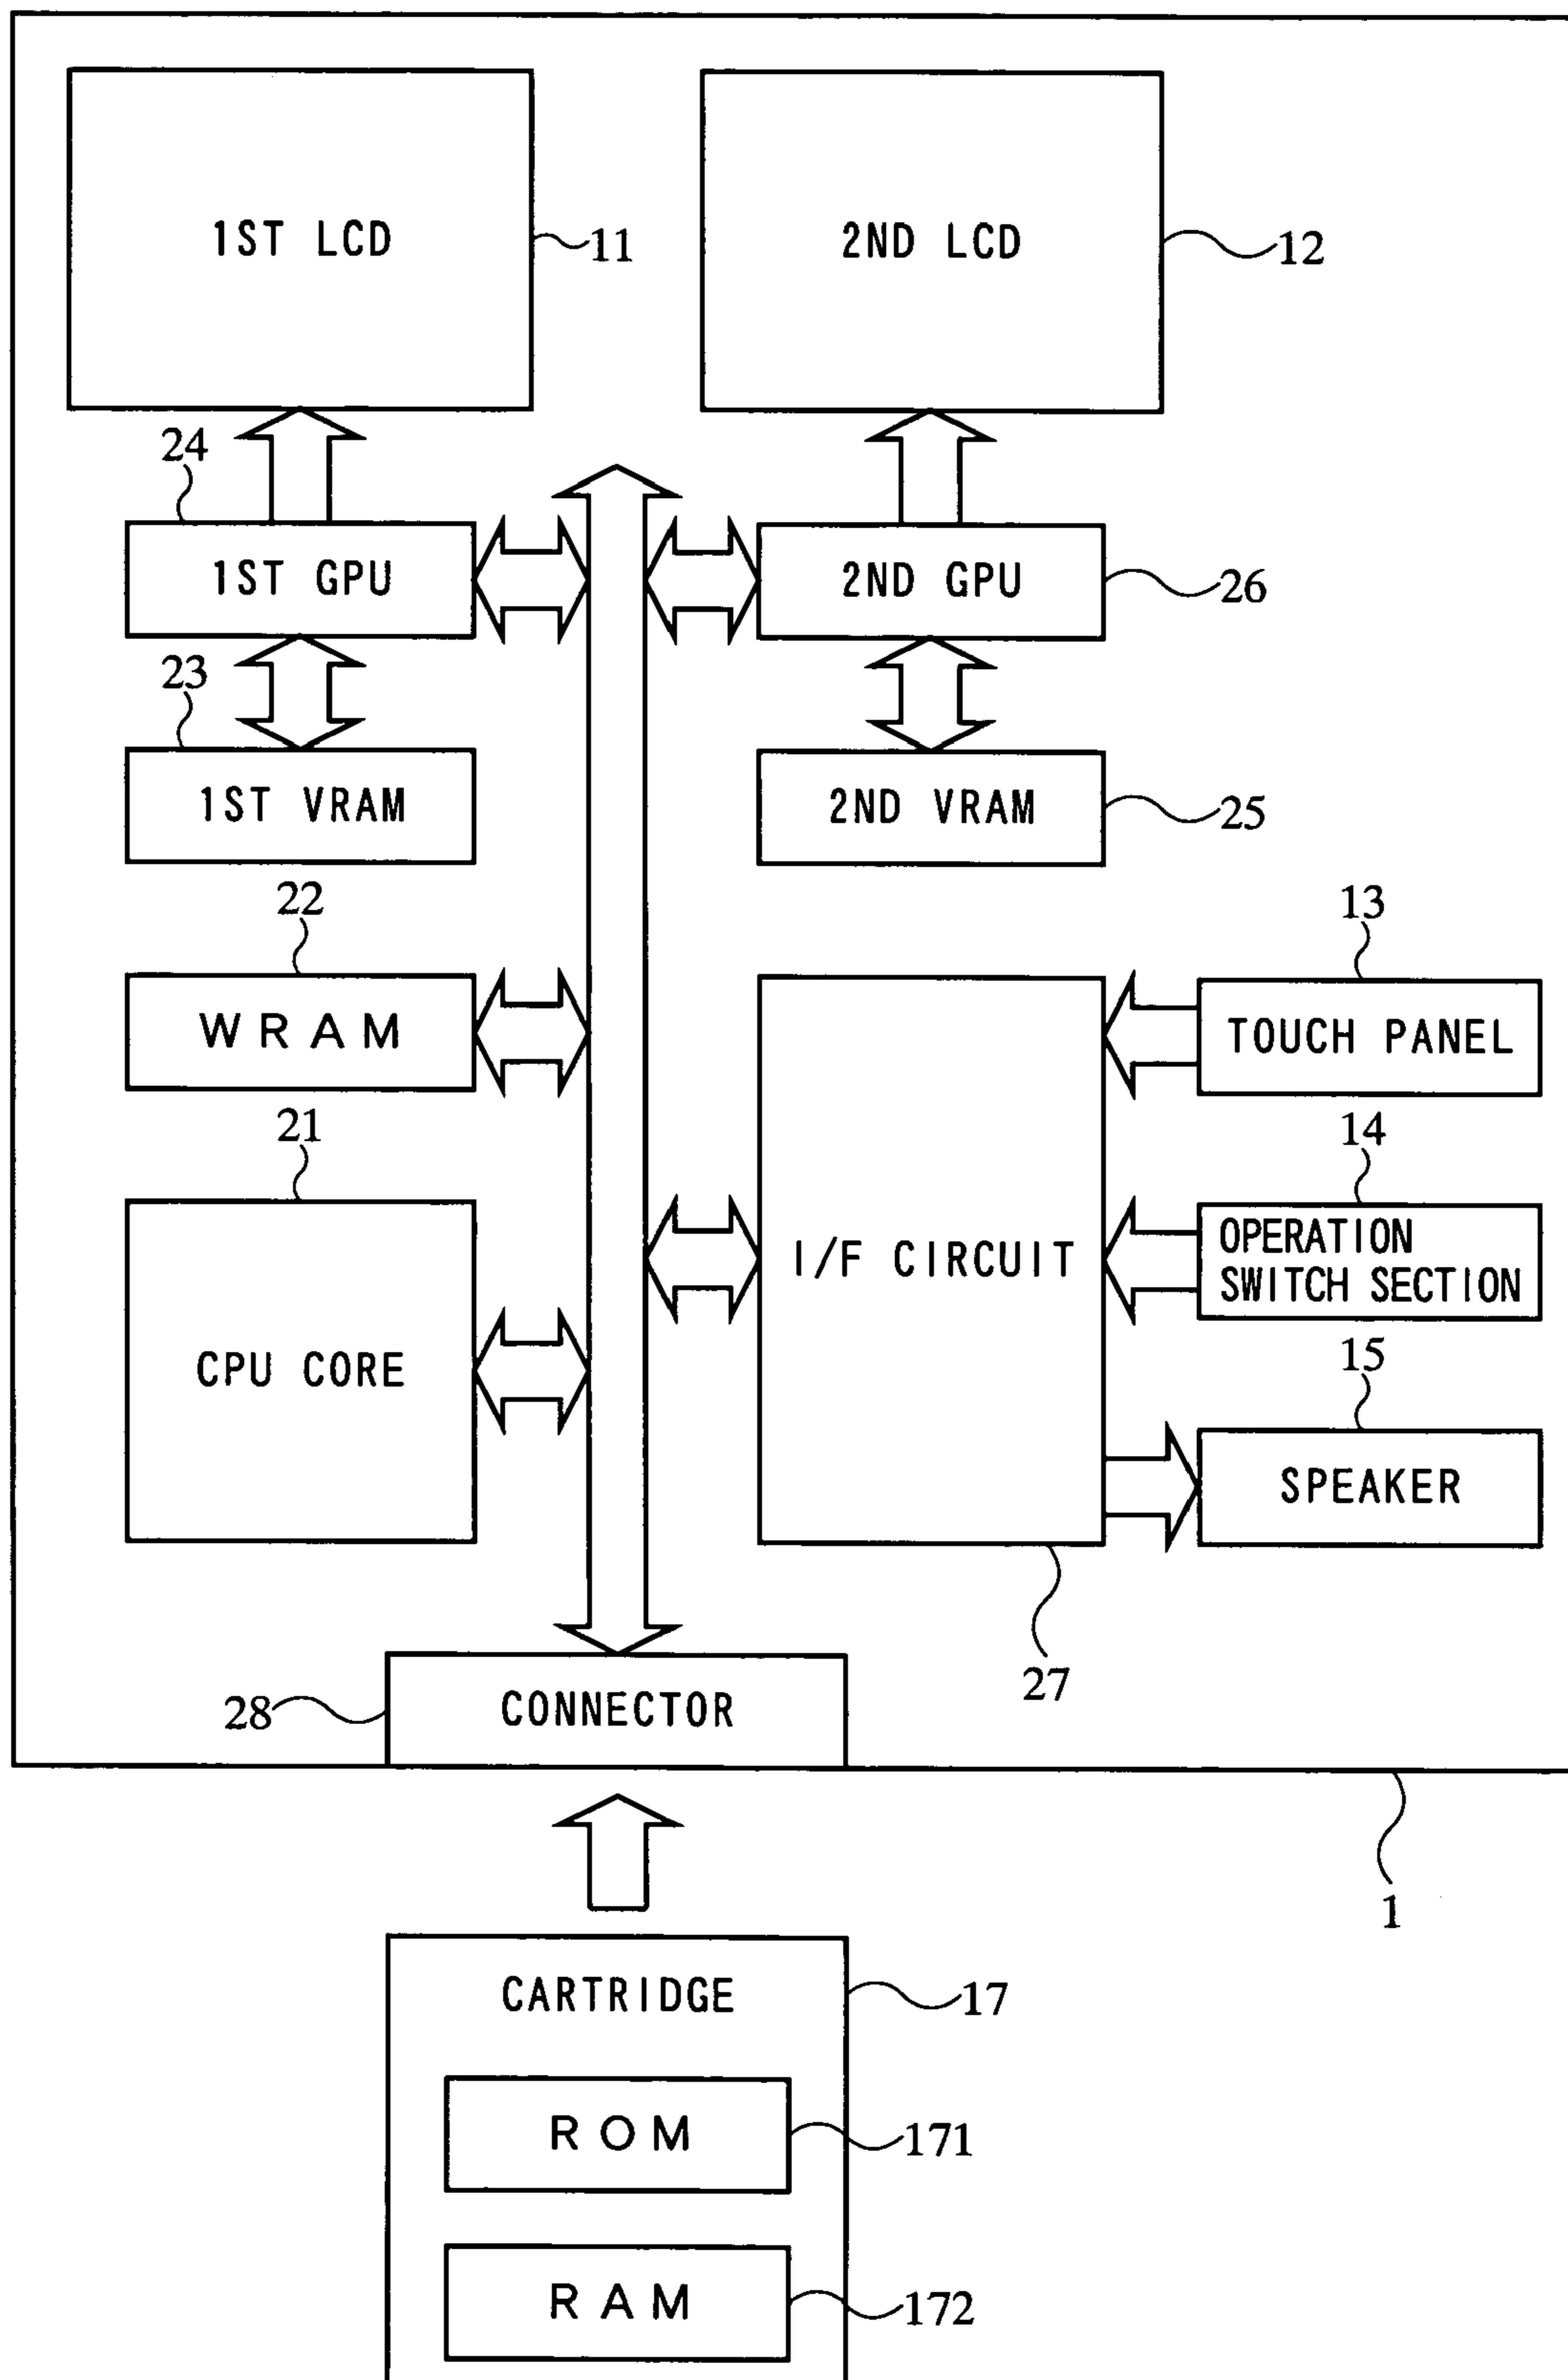 1ST LCD
11
2ND LCD
12
24
1ST GPU
2ND GPU
26
23
1ST VRAM
2ND VRAM
25
22
WRAM
13
TOUCH PANEL
21
CPU CORE
I/F CIRCUIT
14
OPERATION
SWITCH SECTION
15
SPEAKER
27
28
CONNECTOR
1
CARTRIDGE
17
ROM
171
RAM
172